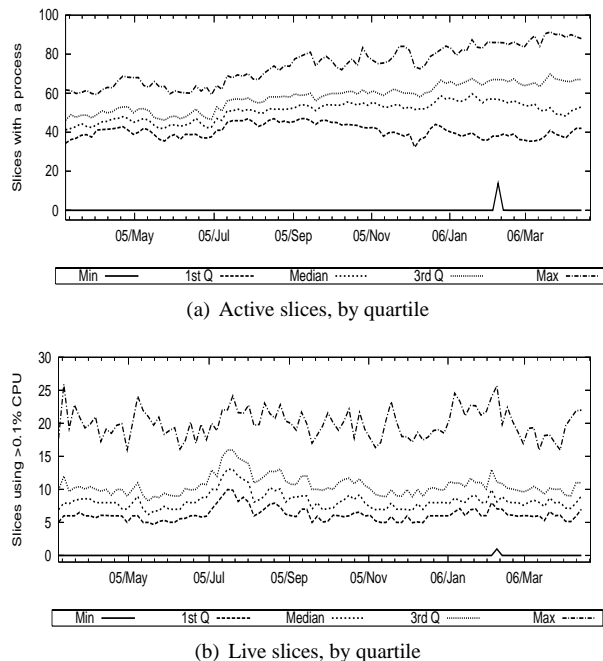 100
80
60
40
20
0
Slices with a process
05/May 05/Jul 05/Sep 05/Nov 06/Jan 06/Mar
Min 1st Q Median 3rd Q Max
(a) Active slices, by quartile
30
25
20
15
10
5
0
Slices using >0.1% CPU
05/May 05/Jul 05/Sep 05/Nov 06/Jan 06/Mar
Min 1st Q Median 3rd Q Max
(b) Live slices, by quartile